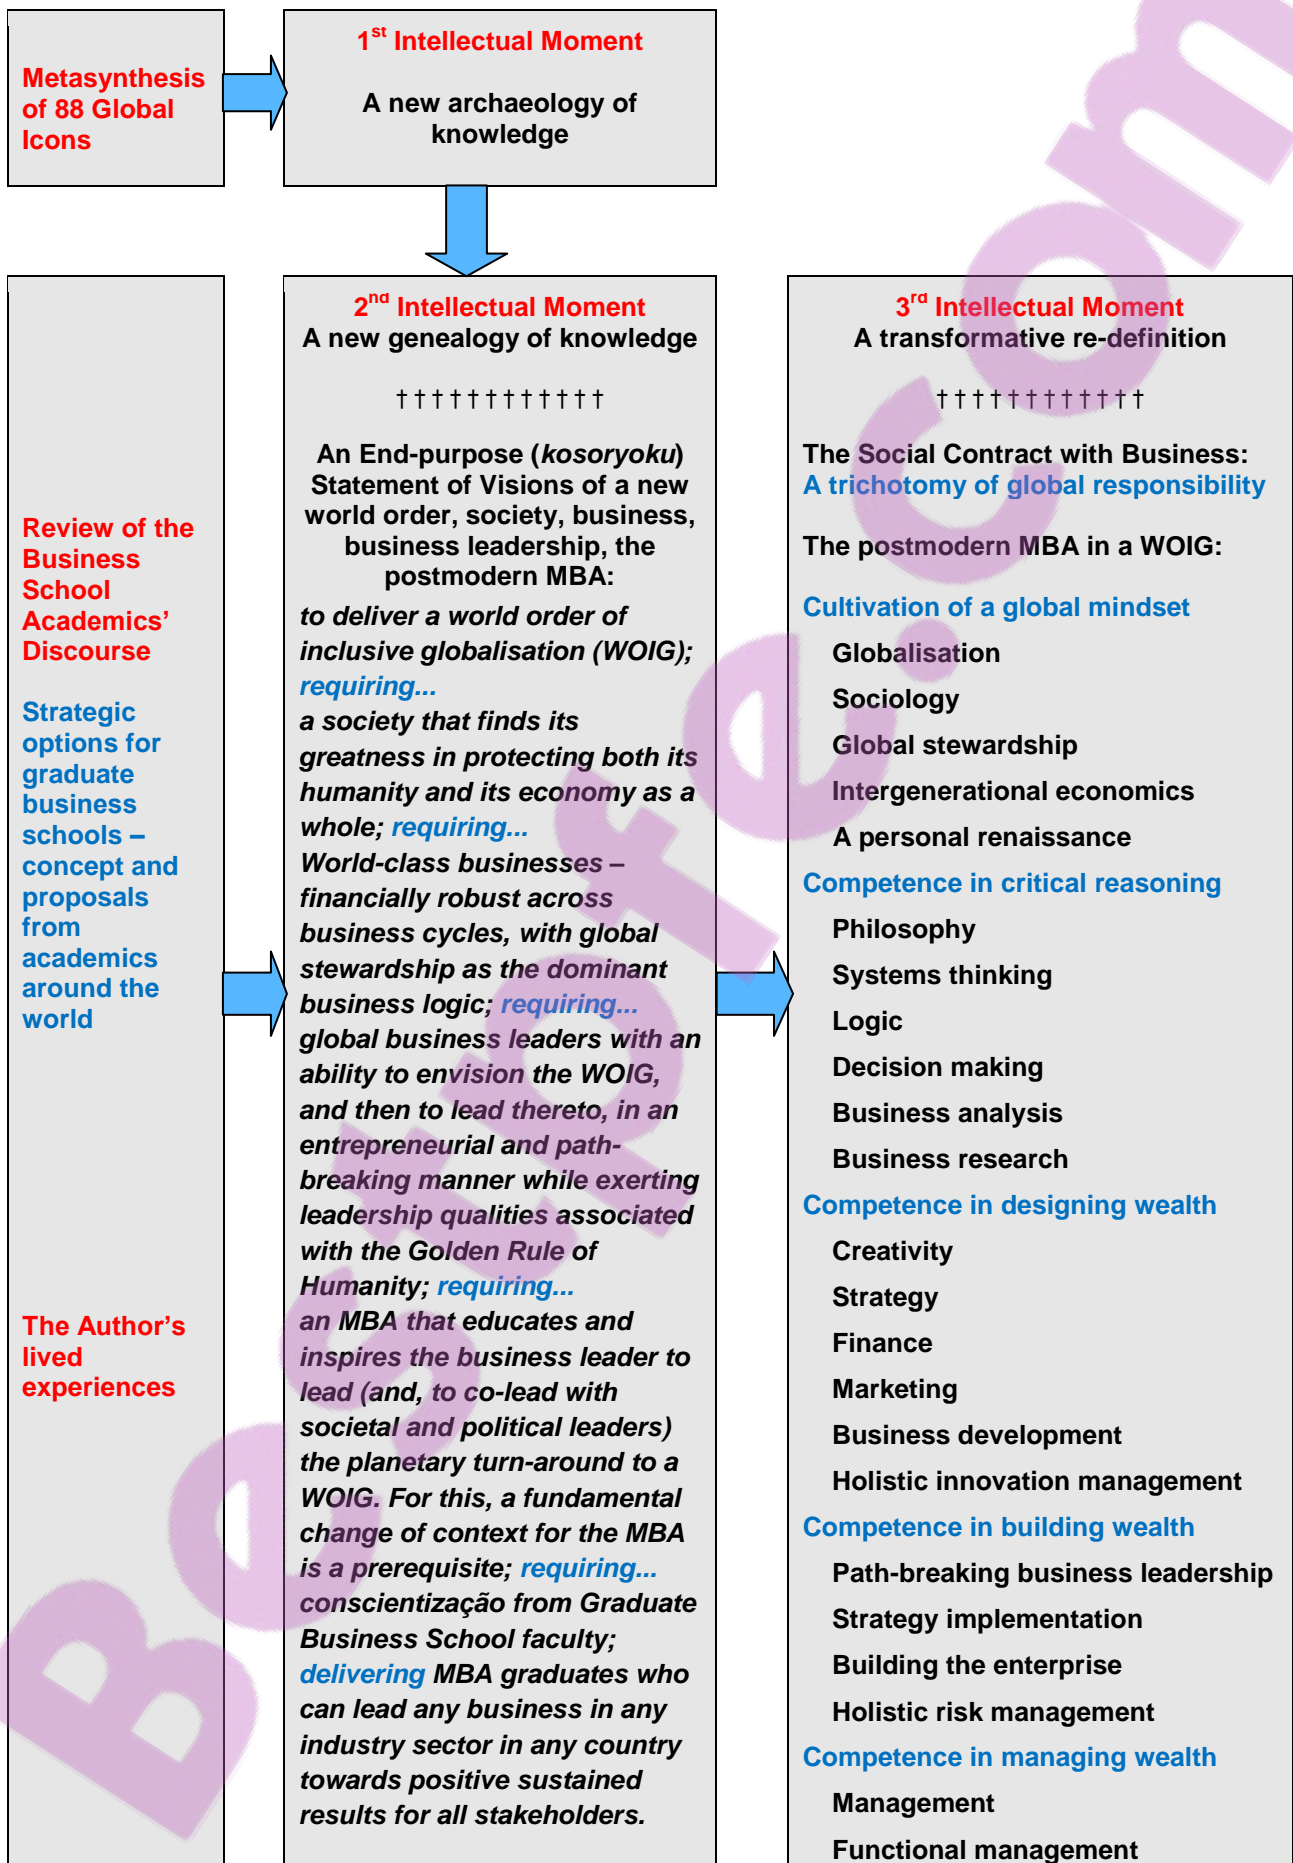 Metasynthesis
of 88 Global
Icons
1st Intellectual Moment
A new archaeology of
knowledge
Review of the
Business
School
Academics’
Discourse
Strategic
options for
graduate
business
schools –
concept and
proposals
from
academics
around the
world
The Author’s
lived
experiences
2nd Intellectual Moment
A new genealogy of knowledge
† † † † † † † † † † † †
An End-purpose (kosoryoku)
Statement of Visions of a new
world order, society, business,
business leadership, the
postmodern MBA:
to deliver a world order of
inclusive globalisation (WOIG);
requiring...
a society that finds its
greatness in protecting both its
humanity and its economy as a
whole; requiring...
World-class businesses –
financially robust across
business cycles, with global
stewardship as the dominant
business logic; requiring...
global business leaders with an
ability to envision the WOIG,
and then to lead thereto, in an
entrepreneurial and path-
breaking manner while exerting
leadership qualities associated
with the Golden Rule of
Humanity; requiring...
an MBA that educates and
inspires the business leader to
lead (and, to co-lead with
societal and political leaders)
the planetary turn-around to a
WOIG. For this, a fundamental
change of context for the MBA
is a prerequisite; requiring...
conscientização from Graduate
Business School faculty;
delivering MBA graduates who
can lead any business in any
industry sector in any country
towards positive sustained
results for all stakeholders.
3rd Intellectual Moment
A transformative re-definition
† † † † † † † † † † † †
The Social Contract with Business:
A trichotomy of global responsibility
The postmodern MBA in a WOIG:
Cultivation of a global mindset
Globalisation
Sociology
Global stewardship
Intergenerational economics
A personal renaissance
Competence in critical reasoning
Philosophy
Systems thinking
Logic
Decision making
Business analysis
Business research
Competence in designing wealth
Creativity
Strategy
Finance
Marketing
Business development
Holistic innovation management
Competence in building wealth
Path-breaking business leadership
Strategy implementation
Building the enterprise
Holistic risk management
Competence in managing wealth
Management
Functional management
Bestpfe.com